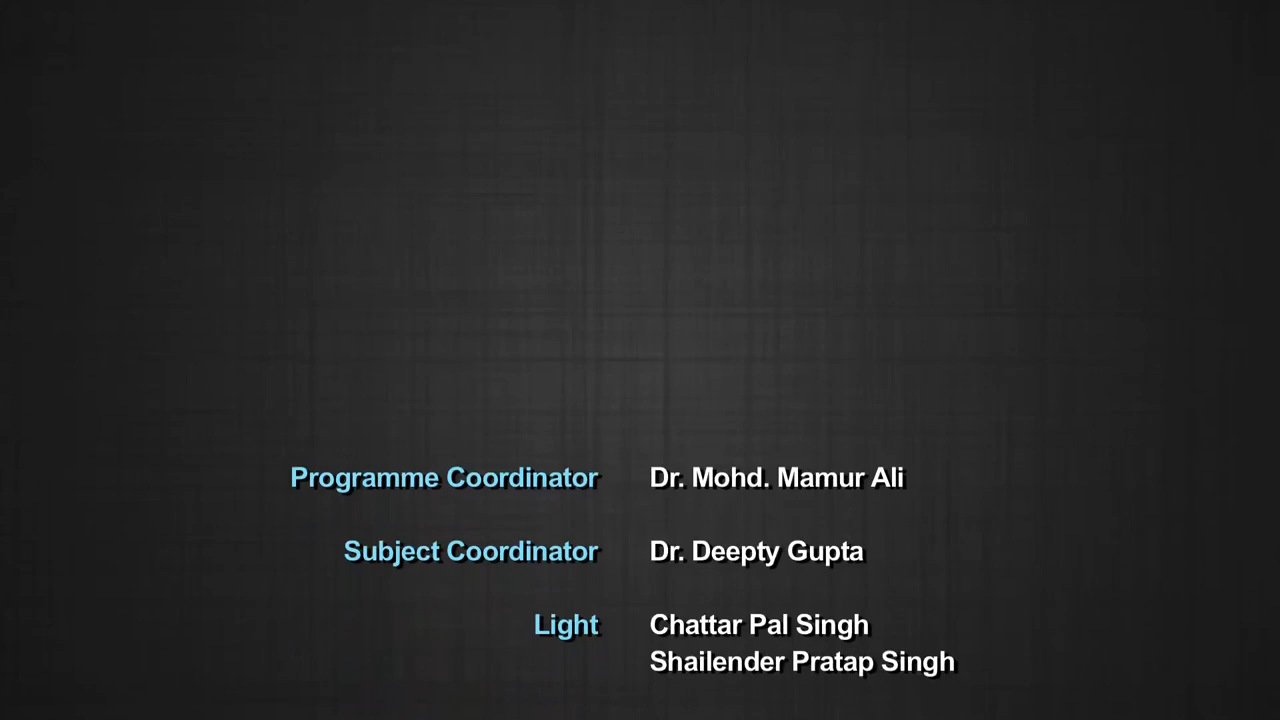 Programme Coordinator Dr. Mohd. Mamur Ali
Subject Coordinator Dr. Deepty Gupta
Light Chattar Pal Singh
Shailender Pratap Singh